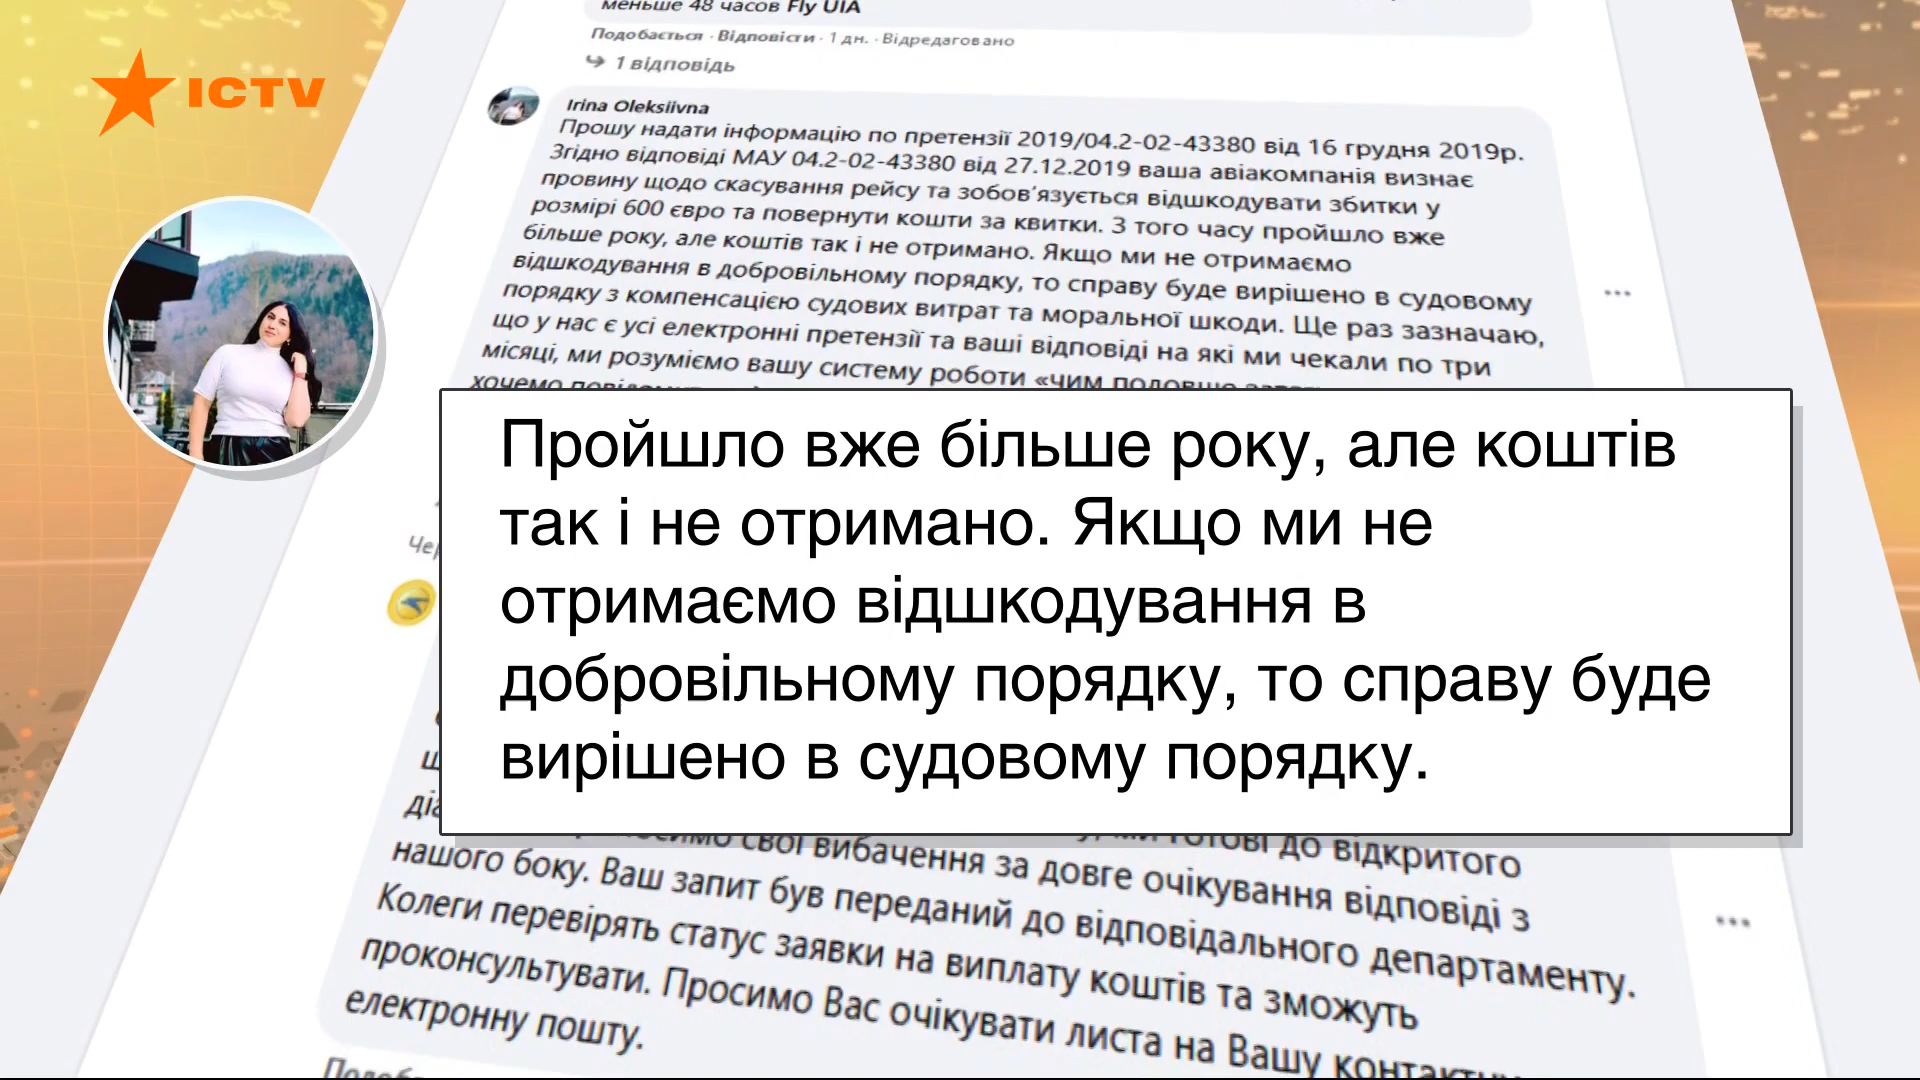 меньше 48 часов Fly UIA
Подобається · Відповісти · 1 дн. · Відредаговано
1 відповідь
ICTV
Irina Oleksiivna
Прошу надати інформацію по претензії 2019/04.2-02-43380 від 16 грудня 2019р.
Згідно відповіді МАУ 04.2-02-43380 від 27.12.2019 ваша авіакомпанія визнає
провину щодо скасування рейсу та зобов'язується відшкодувати збитки у
розмірі 600 євро та повернути кошти за квитки. З того часу пройшло вже
більше року, але коштів так і не отримано. Якщо ми не отримаємо
відшкодування в добровільному порядку, то справу буде вирішено в судовому
порядку з компенсацією судових витрат та моральної шкоди. Ще раз зазначаю,
що у нас є усі електронні претензії та ваші відповіді на які ми чекали по три
місяці, ми розуміємо вашу систему роботи «чим подовше
хочемо
Пройшло вже більше року, але коштів
так і не отримано. Якщо ми не
отримаємо відшкодування в
добровільному порядку, то справу буде
вирішено в судовому порядку.
свої вибачення за довге очікування відповіді з
ми готові до відкритого
нашого боку. Ваш запит був переданий до відповідального департаменту.
Колеги перевірять статус заявки на виплату коштів та зможуть
проконсультувати. Просимо Вас очікувати листа на Вашу контактну
електронну пошту.